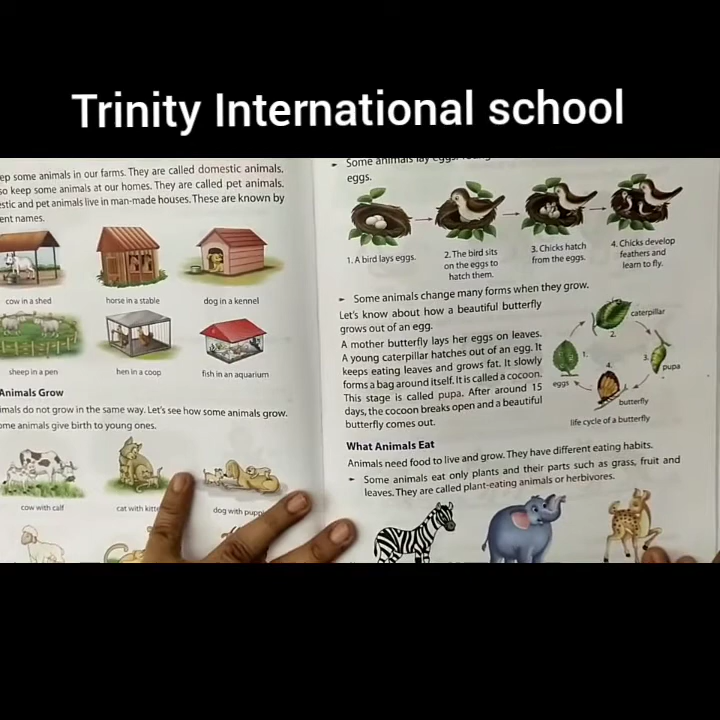 Trinity International school
ep some animals in our farms. They are called domestic animals.
so keep some animals at our homes. They are called pet animals.
estic and pet animals live in man-made houses. These are known by
ent names.
cow in a shed
horse in a stable
dog in a kennel
sheep in a pen
hen in a coop
fish in an aquarium
Animals Grow
imals do not grow in the same way. Let's see how some animals grow.
ome animals give birth to young ones.
cow with calf
cat with kitt
dog with pupp
Some animals lay eggs.
eggs.
1. A bird lays eggs.
2. The bird sits
on the eggs to
hatch them.
3. Chicks hatch
from the eggs.
4. Chicks develop
feathers and
learn to fly.
Some animals change many forms when they grow.
Let's know about how a beautiful butterfly
grows out of an egg.
A mother butterfly lays her eggs on leaves.
A young caterpillar hatches out of an egg. It
keeps eating leaves and grows fat. It slowly
forms a bag around itself. It is called a cocoon.
This stage is called pupa. After around 15
days, the cocoon breaks open and a beautiful
butterfly comes out.
caterpillar
2.
1.
3.
pupa
4.
eggs
butterfly
life cycle of a butterfly
What Animals Eat
Animals need food to live and grow. They have different eating habits.
Some animals eat only plants and their parts such as grass, fruit and
leaves. They are called plant-eating animals or herbivores.